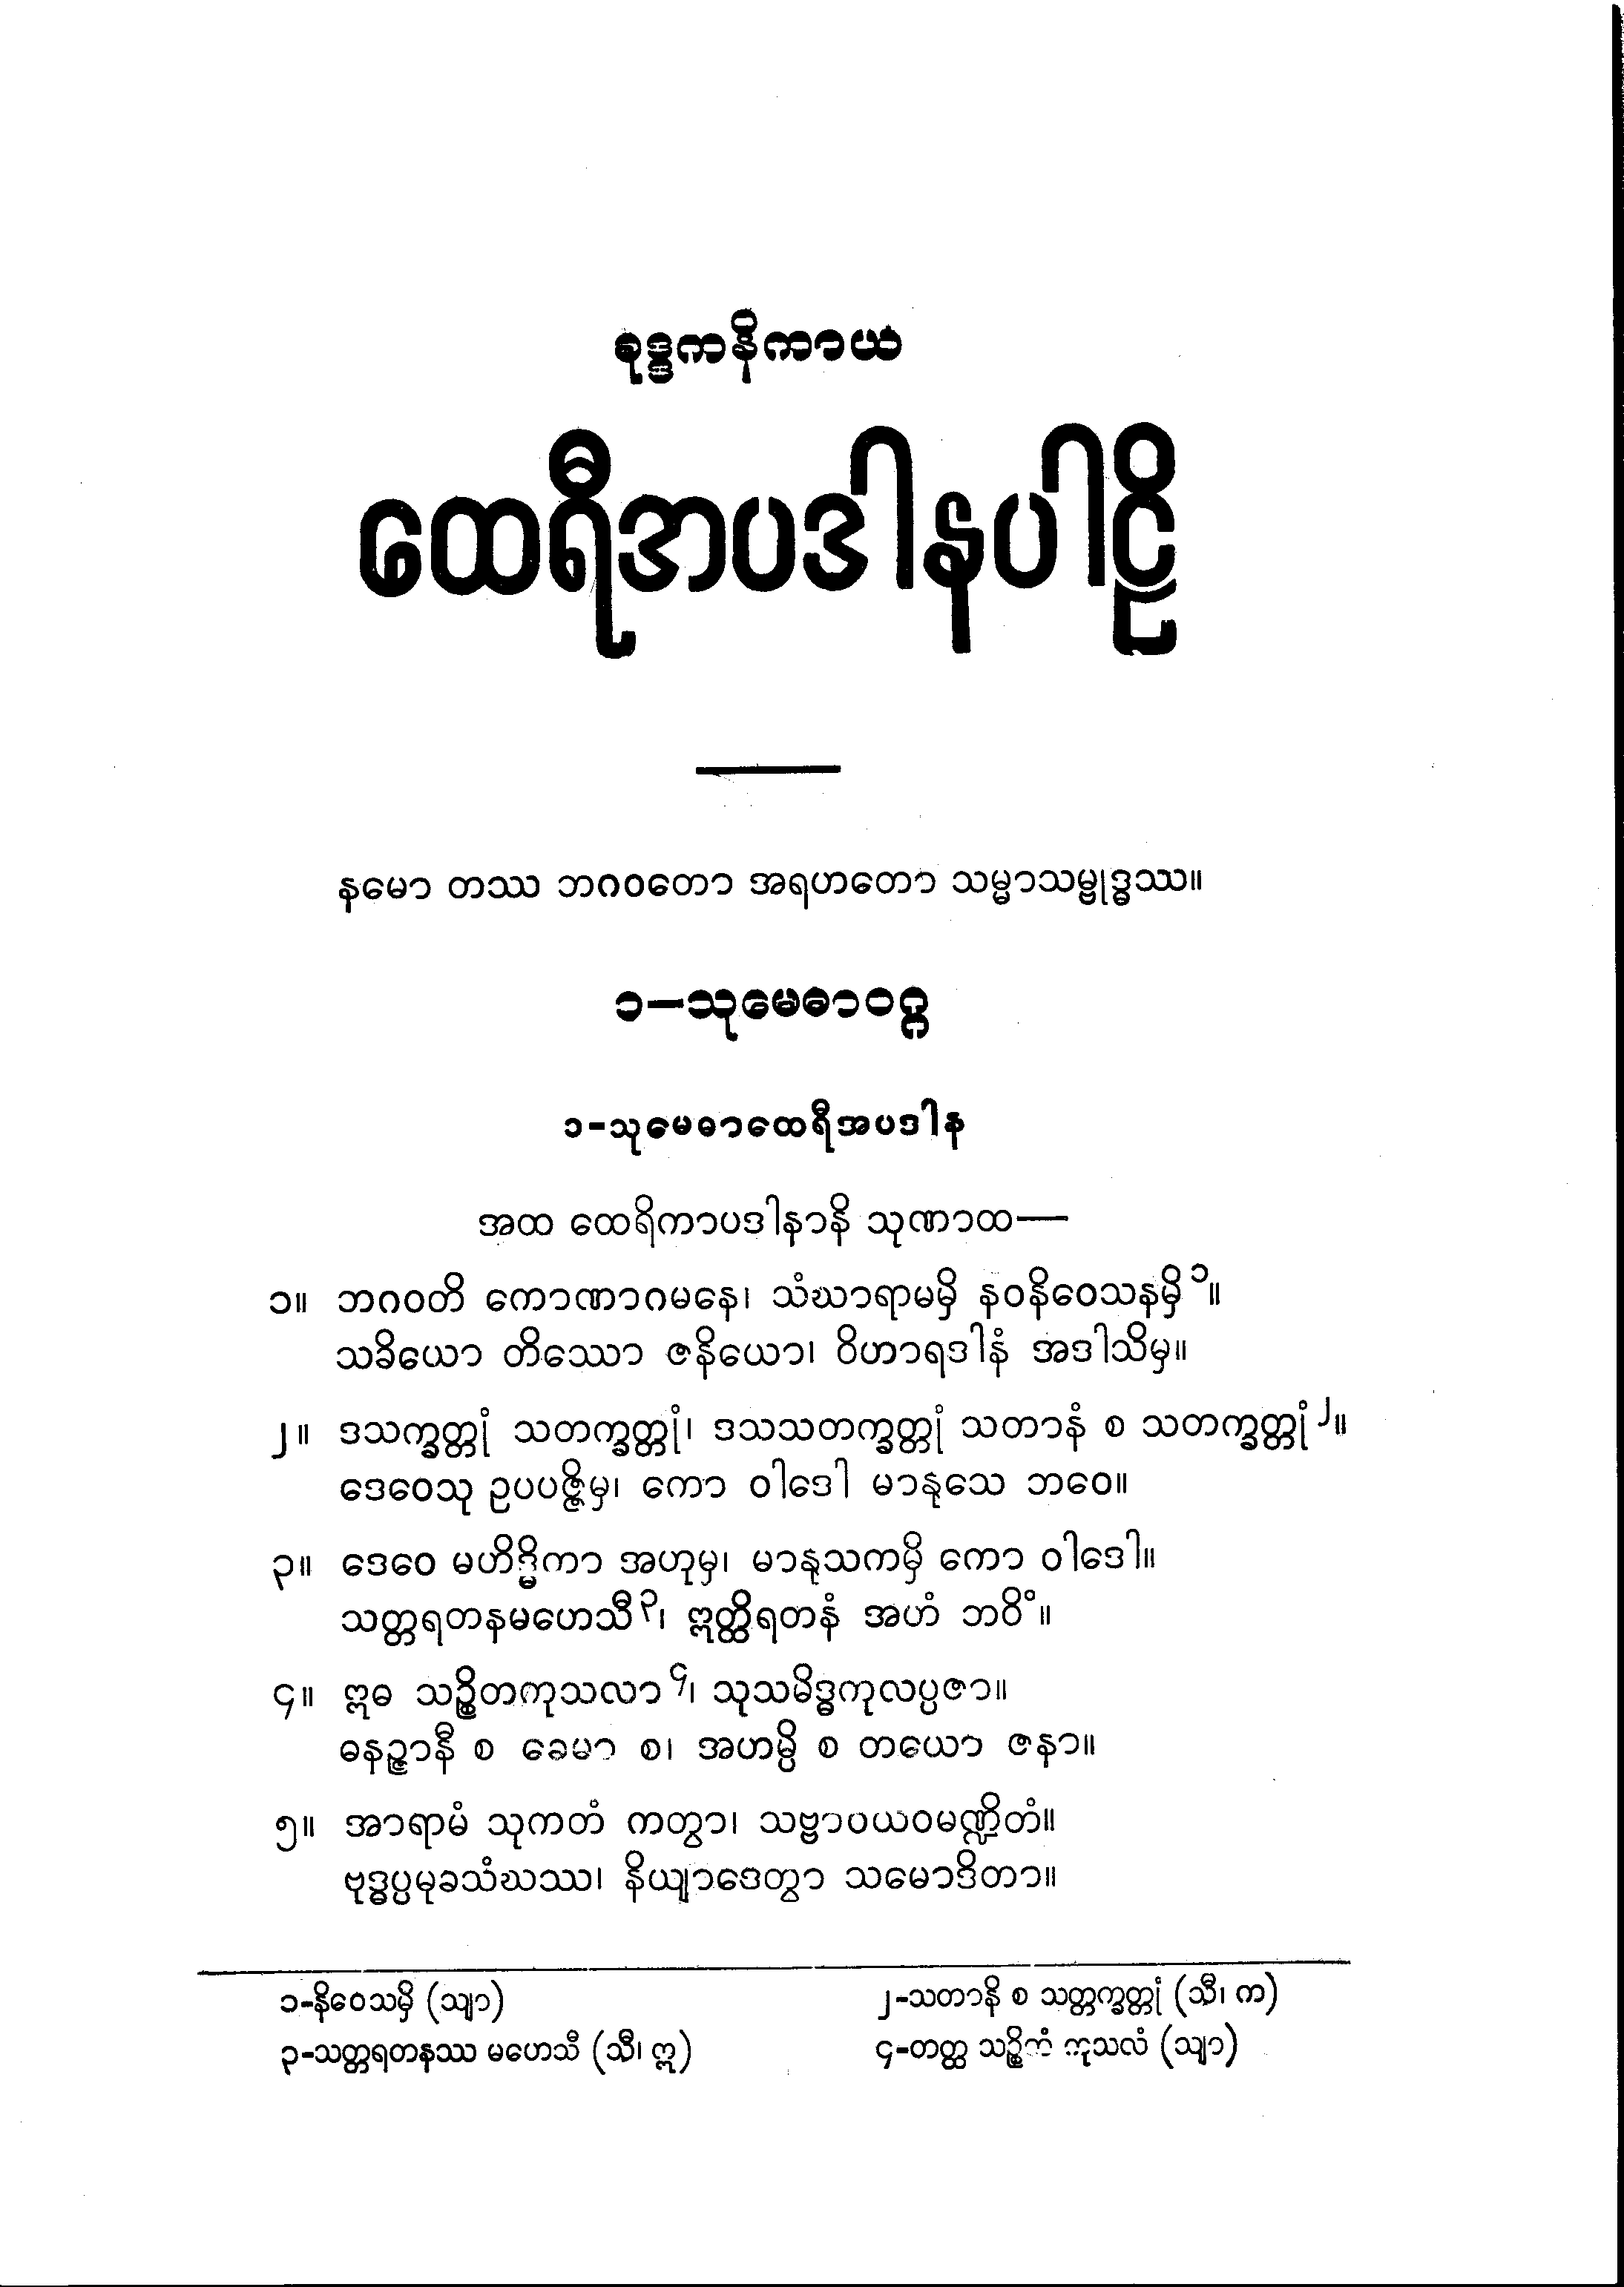 ခုဒ္ဒကနိကာယ
ထေရီအပဒါနပါဠိ
နမော တဿ ဘဂဝတော အရဟတော သမ္မာသမ္ဗုဒ္ဓဿ။
၁—သုမေဓာဝဂ္ဂ
၁-သုမေဓာထေရီအပဒါန
အထ ထေရိကာပဒါနာနိ သုဏာထ—
၁။ ဘဂဝတိ ကောဏာဂမနေ၊ သံဃာရာမမှိ နဝနိဝေသနမှိ ၁။
သခိယော တိဿော ဇနိယော၊ ဝိဟာရဒါနံ အဒါသိမှ။
၂။ ဒသက္ခတ္တုံ သတက္ခတ္တုံ၊ ဒသသတက္ခတ္တုံ သတာနံ စ သတက္ခတ္တုံ ၂။
ဒေဝေသု ဥပပဇ္ဇိမှ၊ ကော ဝါဒေါ မာနုသေ ဘဝေ။
၃။ ဒေဝေ မဟိဒ္ဓိကာ အဟုမှ၊ မာနုသကမှိ ကော ဝါဒေါ။
သတ္တရတနမဟေသီ ၃၊ ဣတ္ထိရတနံ အဟံ ဘဝိံ။
၄။ ဣဓ သဉ္စိတကုသလာ ၄၊ သုသမိဒ္ဓကုလပ္ပဇာ။
ဓနဉ္ဇာနီ စ ခေမာ စ၊ အဟမ္ပိ စ တယော ဇနာ။
၅။ အာရာမံ သုကတံ ကတွာ၊ သဗ္ဗာဝယဝမဏ္ဍိတံ။
ဗုဒ္ဓပ္ပမုခသံဃဿ၊ နိယျာဒေတွာ သမောဒိတာ။
၁-နိဝေသမှိ (သျာ)
၂-သတာနိ စ သတ္တက္ခတ္တုံ (သီ၊ က)
၃-သတ္တရတနဿ မဟေသီ (သီ၊ ဣ)
၄-တတ္ထ သဉ္စိတံ ကုသလံ (သျာ)